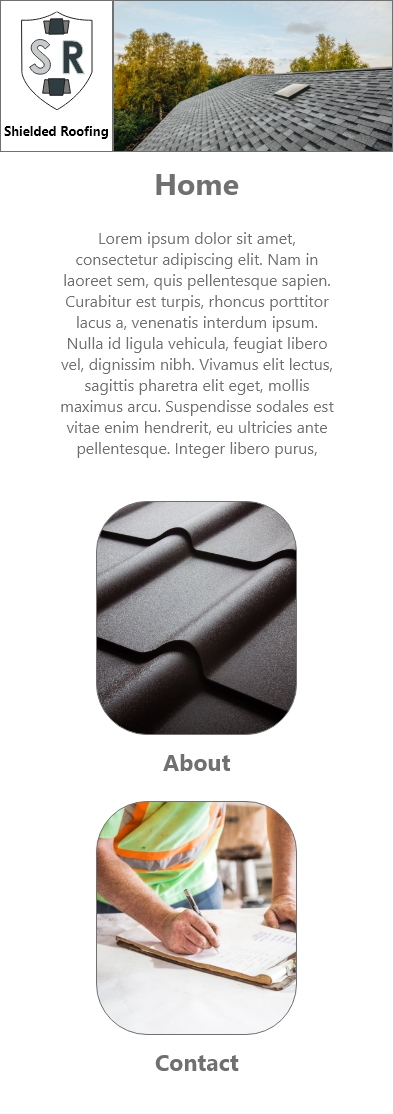 S R
Shielded Roofing
Home
Lorem ipsum dolor sit amet,
consectetur adipiscing elit. Nam in
laoreet sem, quis pellentesque sapien.
Curabitur est turpis, rhoncus porttitor
lacus a, venenatis interdum ipsum.
Nulla id ligula vehicula, feugiat libero
vel, dignissim nibh. Vivamus elit lectus,
sagittis pharetra elit eget, mollis
maximus arcu. Suspendisse sodales est
vitae enim hendrerit, eu ultricies ante
pellentesque. Integer libero purus,
About
Contact